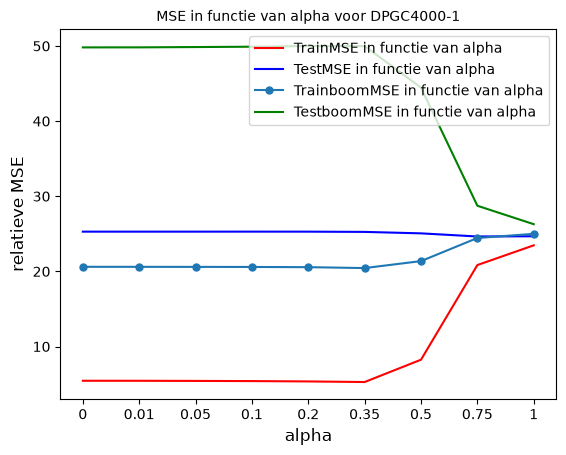 MSE in functie van alpha voor DPGC4000-1
TrainMSE in functie van alpha
TestMSE in functie van alpha
TrainboomMSE in functie van alpha
TestboomMSE in functie van alpha
relatieve MSE
50
40
30
20
10
0 0.01 0.05 0.1 0.2 0.35 0.5 0.75 1
alpha